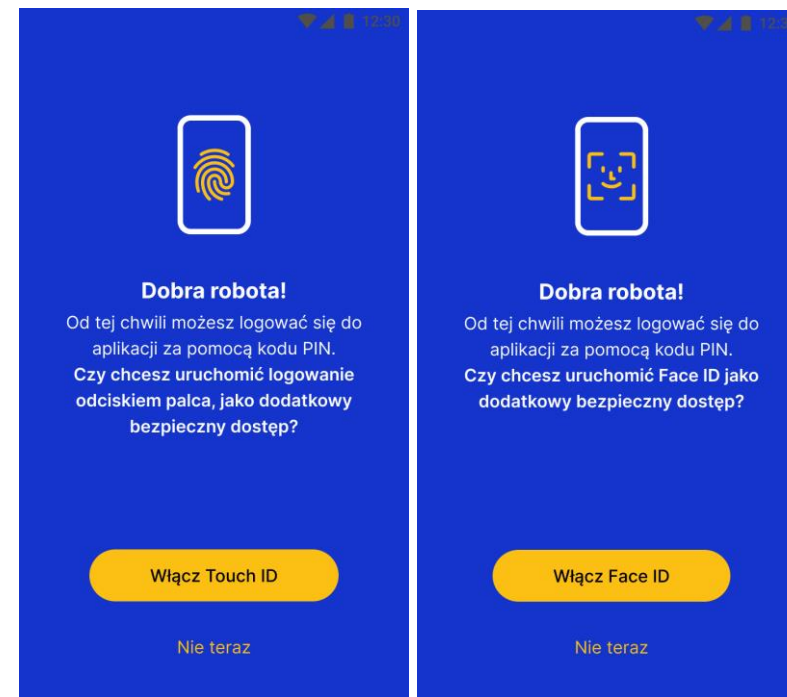 12:30
Dobra robota!
Od tej chwili możesz logować się do
aplikacji za pomocą kodu PIN.
Czy chcesz uruchomić logowanie
odciskiem palca, jako dodatkowy
bezpieczny dostęp?
Włącz Touch ID
Nie teraz
12:3
Dobra robota!
Od tej chwili możesz logować się do
aplikacji za pomocą kodu PIN.
Czy chcesz uruchomić Face ID jako
dodatkowy bezpieczny dostęp?
Włącz Face ID
Nie teraz